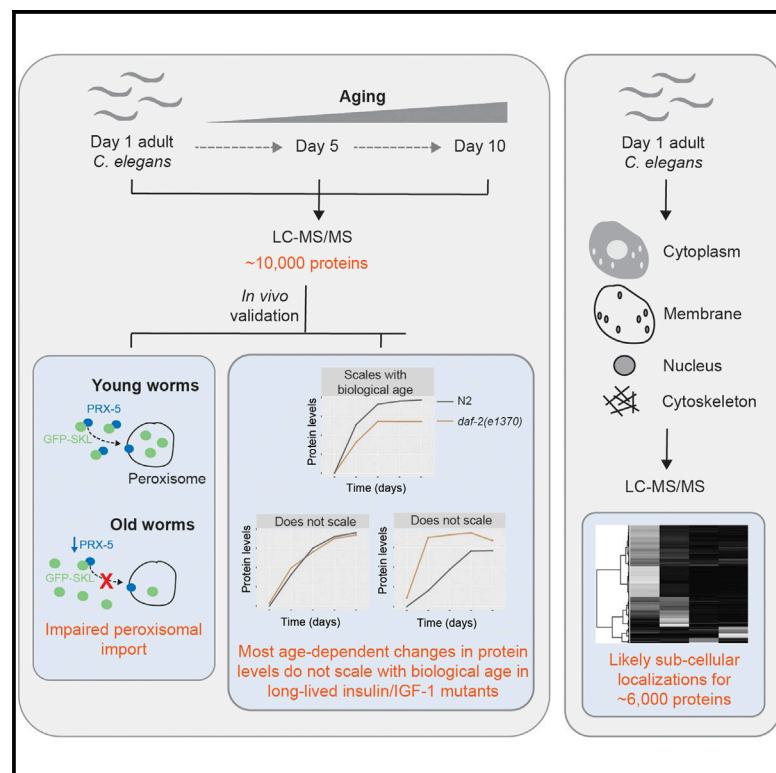 Aging
Day 1 adult
C. elegans
Day 5
Day 10
LC-MS/MS
~10,000 proteins
In vivo
validation
Young worms
PRX-5
GFP-SKL
Peroxisome
Old worms
PRX-5
GFP-SKL
X
Impaired peroxisomal
import
Scales with
biological age
Protein levels
Time (days)
N2
daf-2(e1370)
Does not scale
Protein levels
Time (days)
Does not scale
Protein levels
Time (days)
Most age-dependent changes in protein
levels do not scale with biological age in
long-lived insulin/IGF-1 mutants
Day 1 adult
C. elegans
Cytoplasm
Membrane
Nucleus
Cytoskeleton
LC-MS/MS
Likely sub-cellular
localizations for
~6,000 proteins